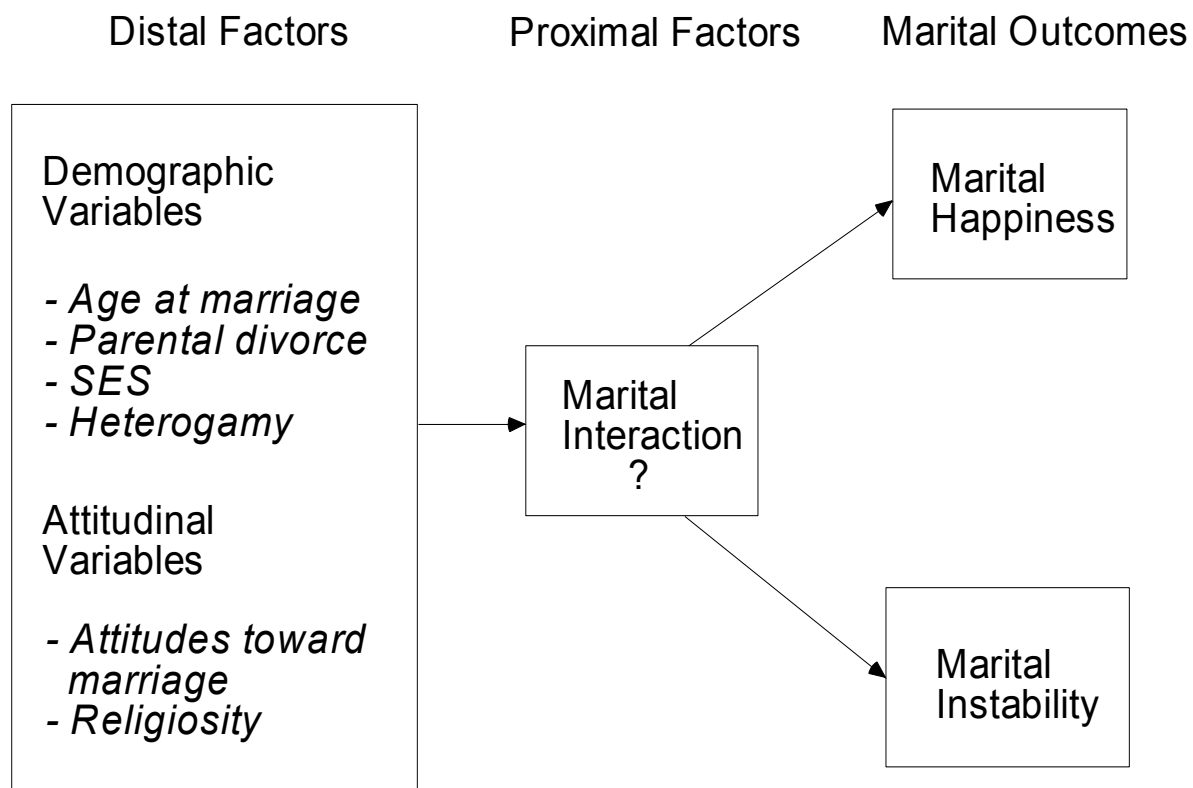 Distal Factors
Proximal Factors
Marital Outcomes
Demographic
Variables
- Age at marriage
- Parental divorce
- SES
- Heterogamy
Attitudinal
Variables
- Attitudes toward
marriage
- Religiosity
Marital
Interaction
?
Marital
Happiness
Marital
Instability